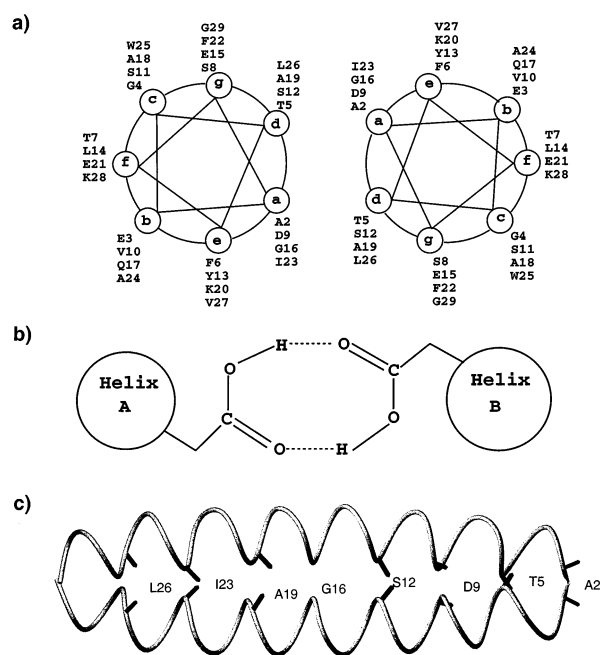 a)
G29
F22
E15
S8
W25
A18
S11
G4
L26
A19
S12
T5
g
c
d
T7
L14
E21
K28
f
a
b
e
E3
V10
Q17
A24
F6
Y13
K20
V27
A2
D9
G16
I23
V27
K20
Y13
F6
I23
G16
D9
A2
A24
Q17
V10
E3
e
a
b
f
T7
L14
E21
K28
d
c
g
T5
S12
A19
L26
S8
E15
F22
G29
G4
S11
A18
W25
b)
H O
O C
Helix A
Helix B
C O
O H
c)
L26 I23 A19 G16 S12 D9 T5 A2